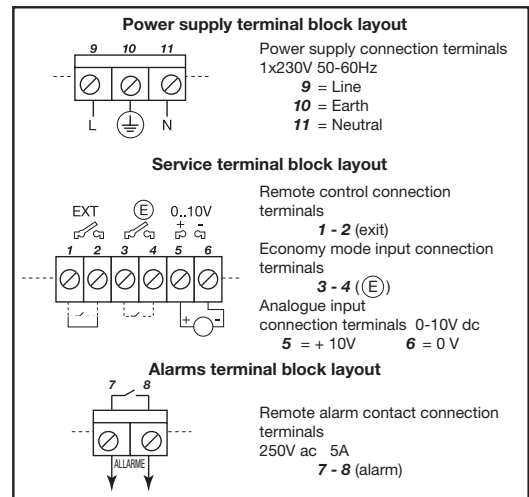 Power supply terminal block layout
9 10 11
L N
Power supply connection terminals
1x230V 50-60Hz
9 = Line
10 = Earth
11 = Neutral
Service terminal block layout
EXT E 0..10V
+ -
1 2 3 4 5 6
+ -
Remote control connection
terminals
1 - 2 (exit)
Economy mode input connection
terminals
3 - 4 (E)
Analogue input
connection terminals 0-10V dc
5 = + 10V 6 = 0 V
Alarms terminal block layout
7 8
ALLARME
Remote alarm contact connection
terminals
250V ac 5A
7 - 8 (alarm)